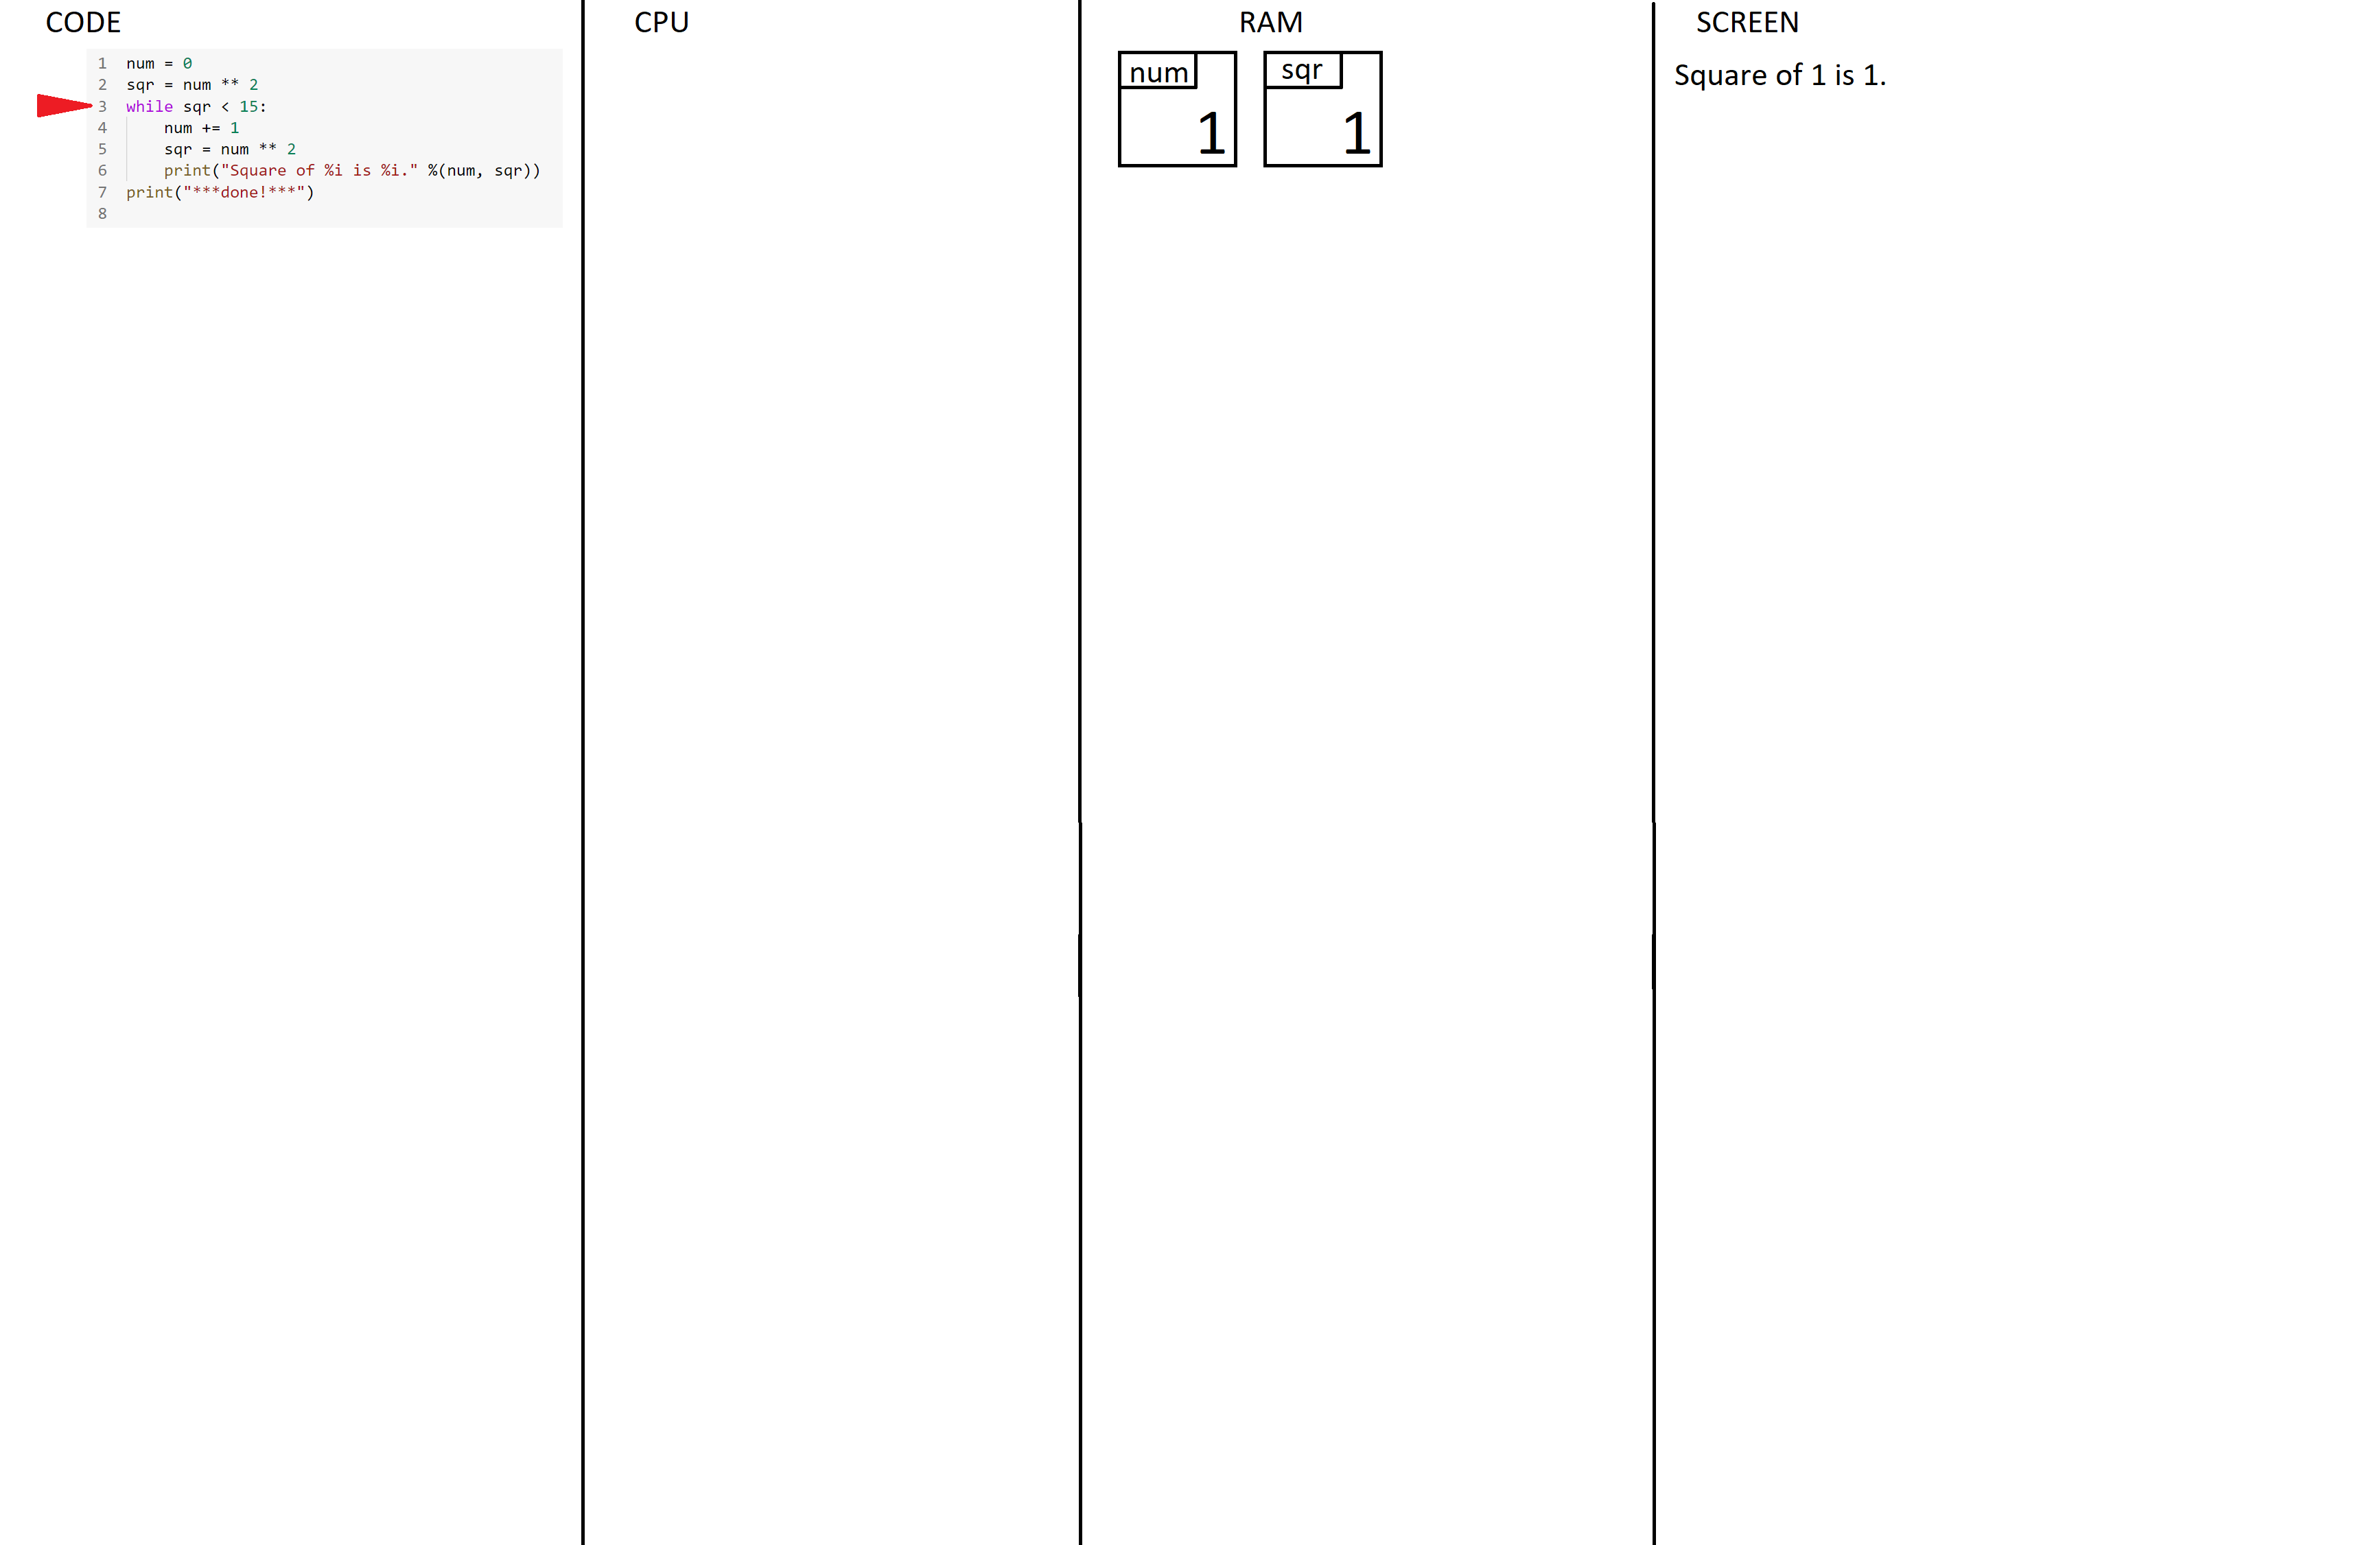 CODE
1 num = 0
2 sqr = num ** 2
3 while sqr < 15:
4     num += 1
5     sqr = num ** 2
6     print("Square of %i is %i." %(num, sqr))
7 print("***done!***")
8
CPU
RAM
num
1
sqr
1
SCREEN
Square of 1 is 1.